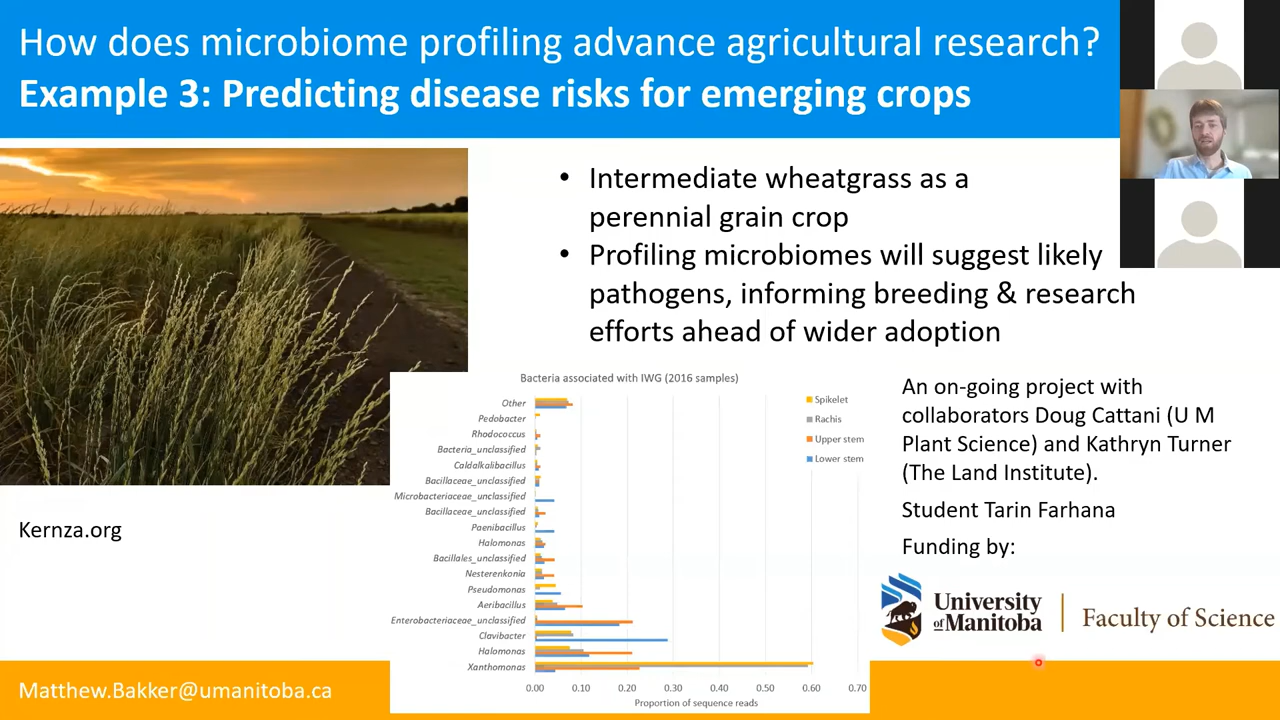 How does microbiome profiling advance agricultural research?
Example 3: Predicting disease risks for emerging crops
• Intermediate wheatgrass as a
perennial grain crop
• Profiling microbiomes will suggest likely
pathogens, informing breeding & research
efforts ahead of wider adoption
Kernza.org
Bacteria associated with IWG (2016 samples)
Other
Pedobacter
Rhodococcus
Bacteria_unclassified
Caldalkalibacillus
Bacillaceae_unclassified
Microbacteriaceae_unclassified
Bacillaceae_unclassified
Paenibacillus
Halomonas
Bacillales_unclassified
Nesterenkonia
Pseudomonas
Aeribacillus
Enterobacteriaceae_unclassified
Clavibacter
Halomonas
Xanthomonas
0.00 0.10 0.20 0.30 0.40 0.50 0.60 0.70
Proportion of sequence reads
Spikelet
Rachis
Upper stem
Lower stem
An on-going project with
collaborators Doug Cattani (U M
Plant Science) and Kathryn Turner
(The Land Institute).
Student Tarin Farhana
Funding by:
University
of Manitoba
Faculty of Science
Matthew.Bakker@umanitoba.ca